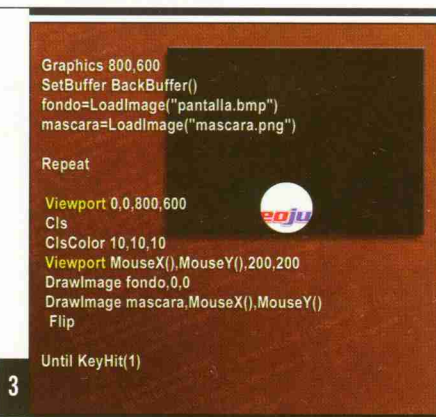 Graphics 800,600
SetBuffer BackBuffer()
fondo=LoadImage("pantalla.bmp")
mascara=LoadImage("mascara.png")
Repeat
Viewport 0,0,800,600
Cls
ClsColor 10,10,10
Viewport MouseX(),MouseY(),200,200
DrawImage fondo,0,0
DrawImage mascara,MouseX(),MouseY()
Flip
Until KeyHit(1)
eoju
3